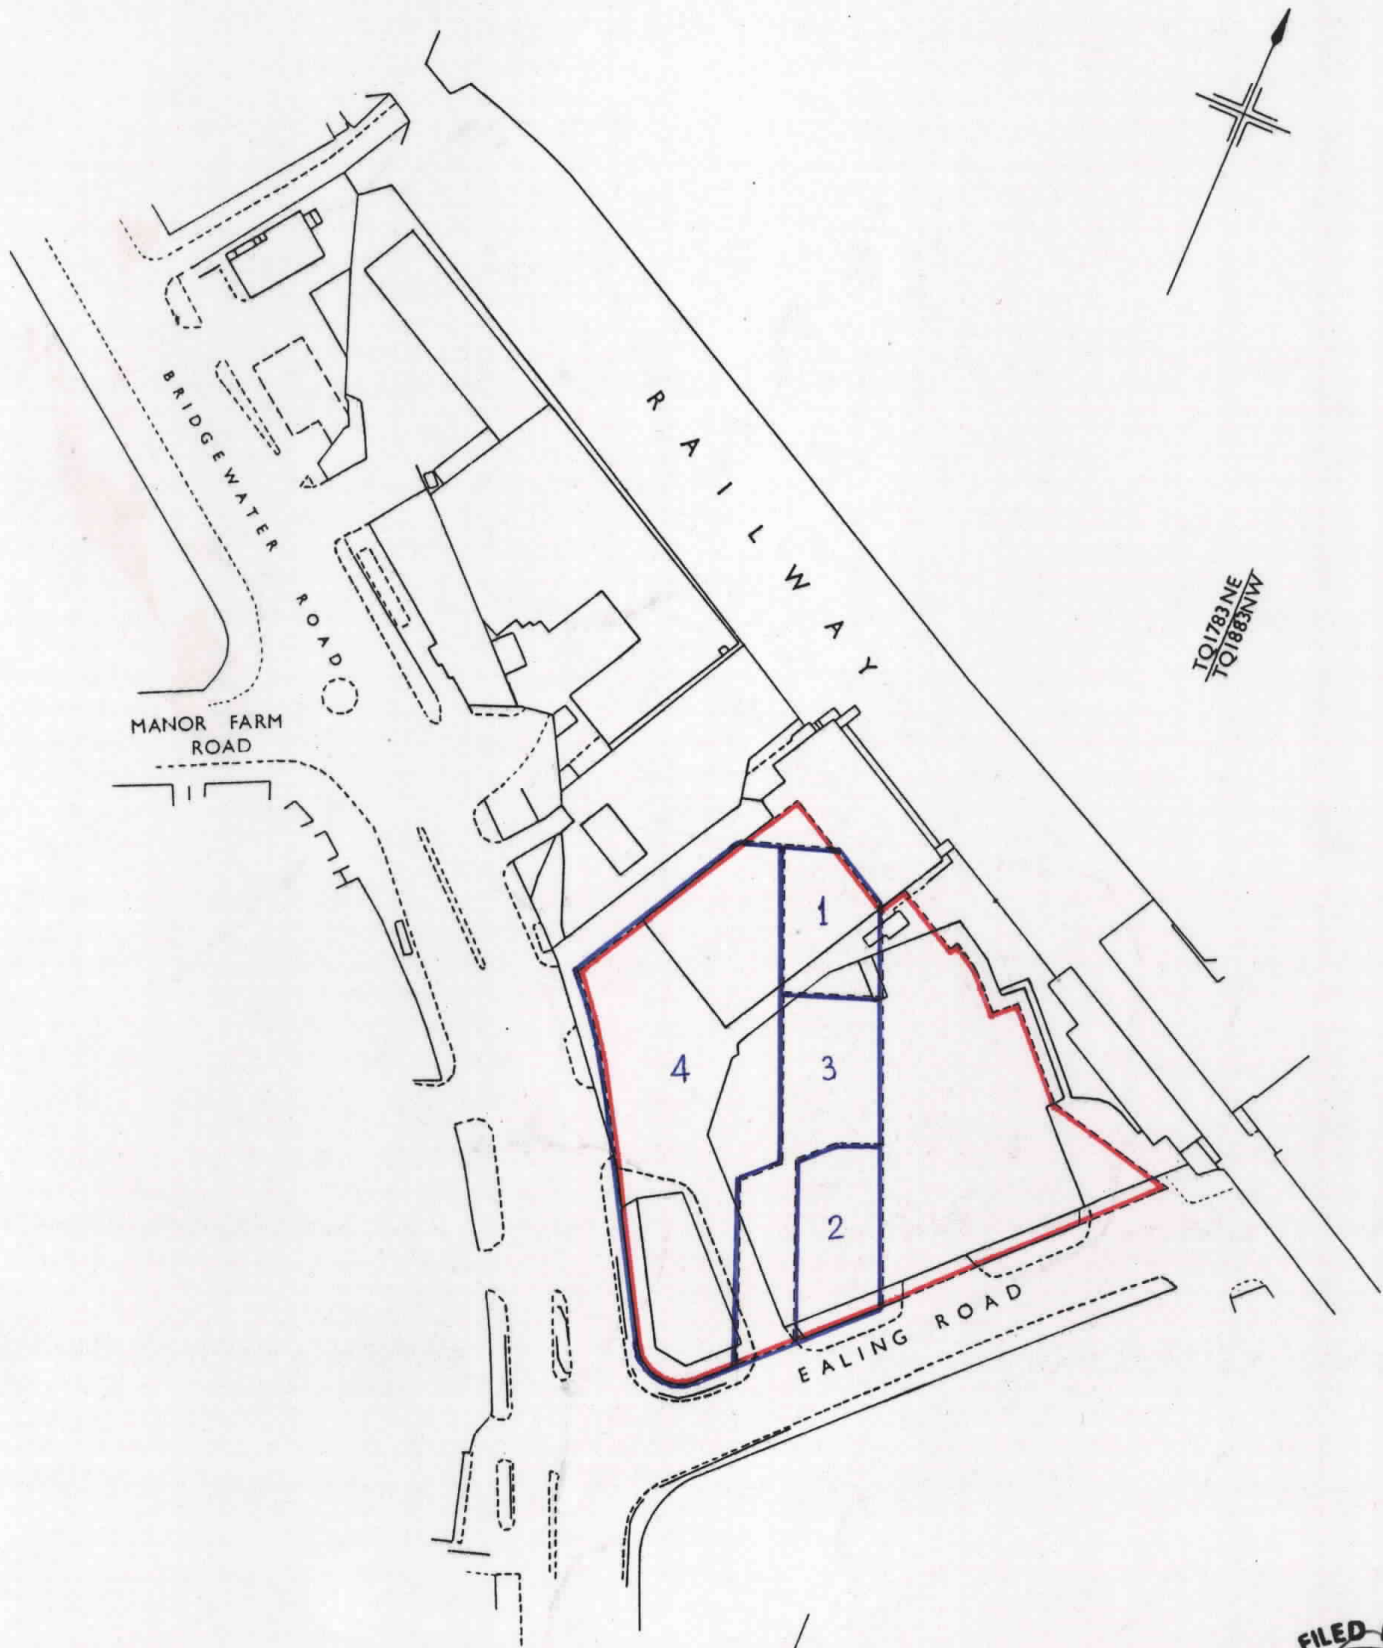 BRIDGEWATER ROAD
RAILWAY
TQ1783NE
TQ1883NW
MANOR FARM
ROAD
1
4
3
2
EALING ROAD
FILED